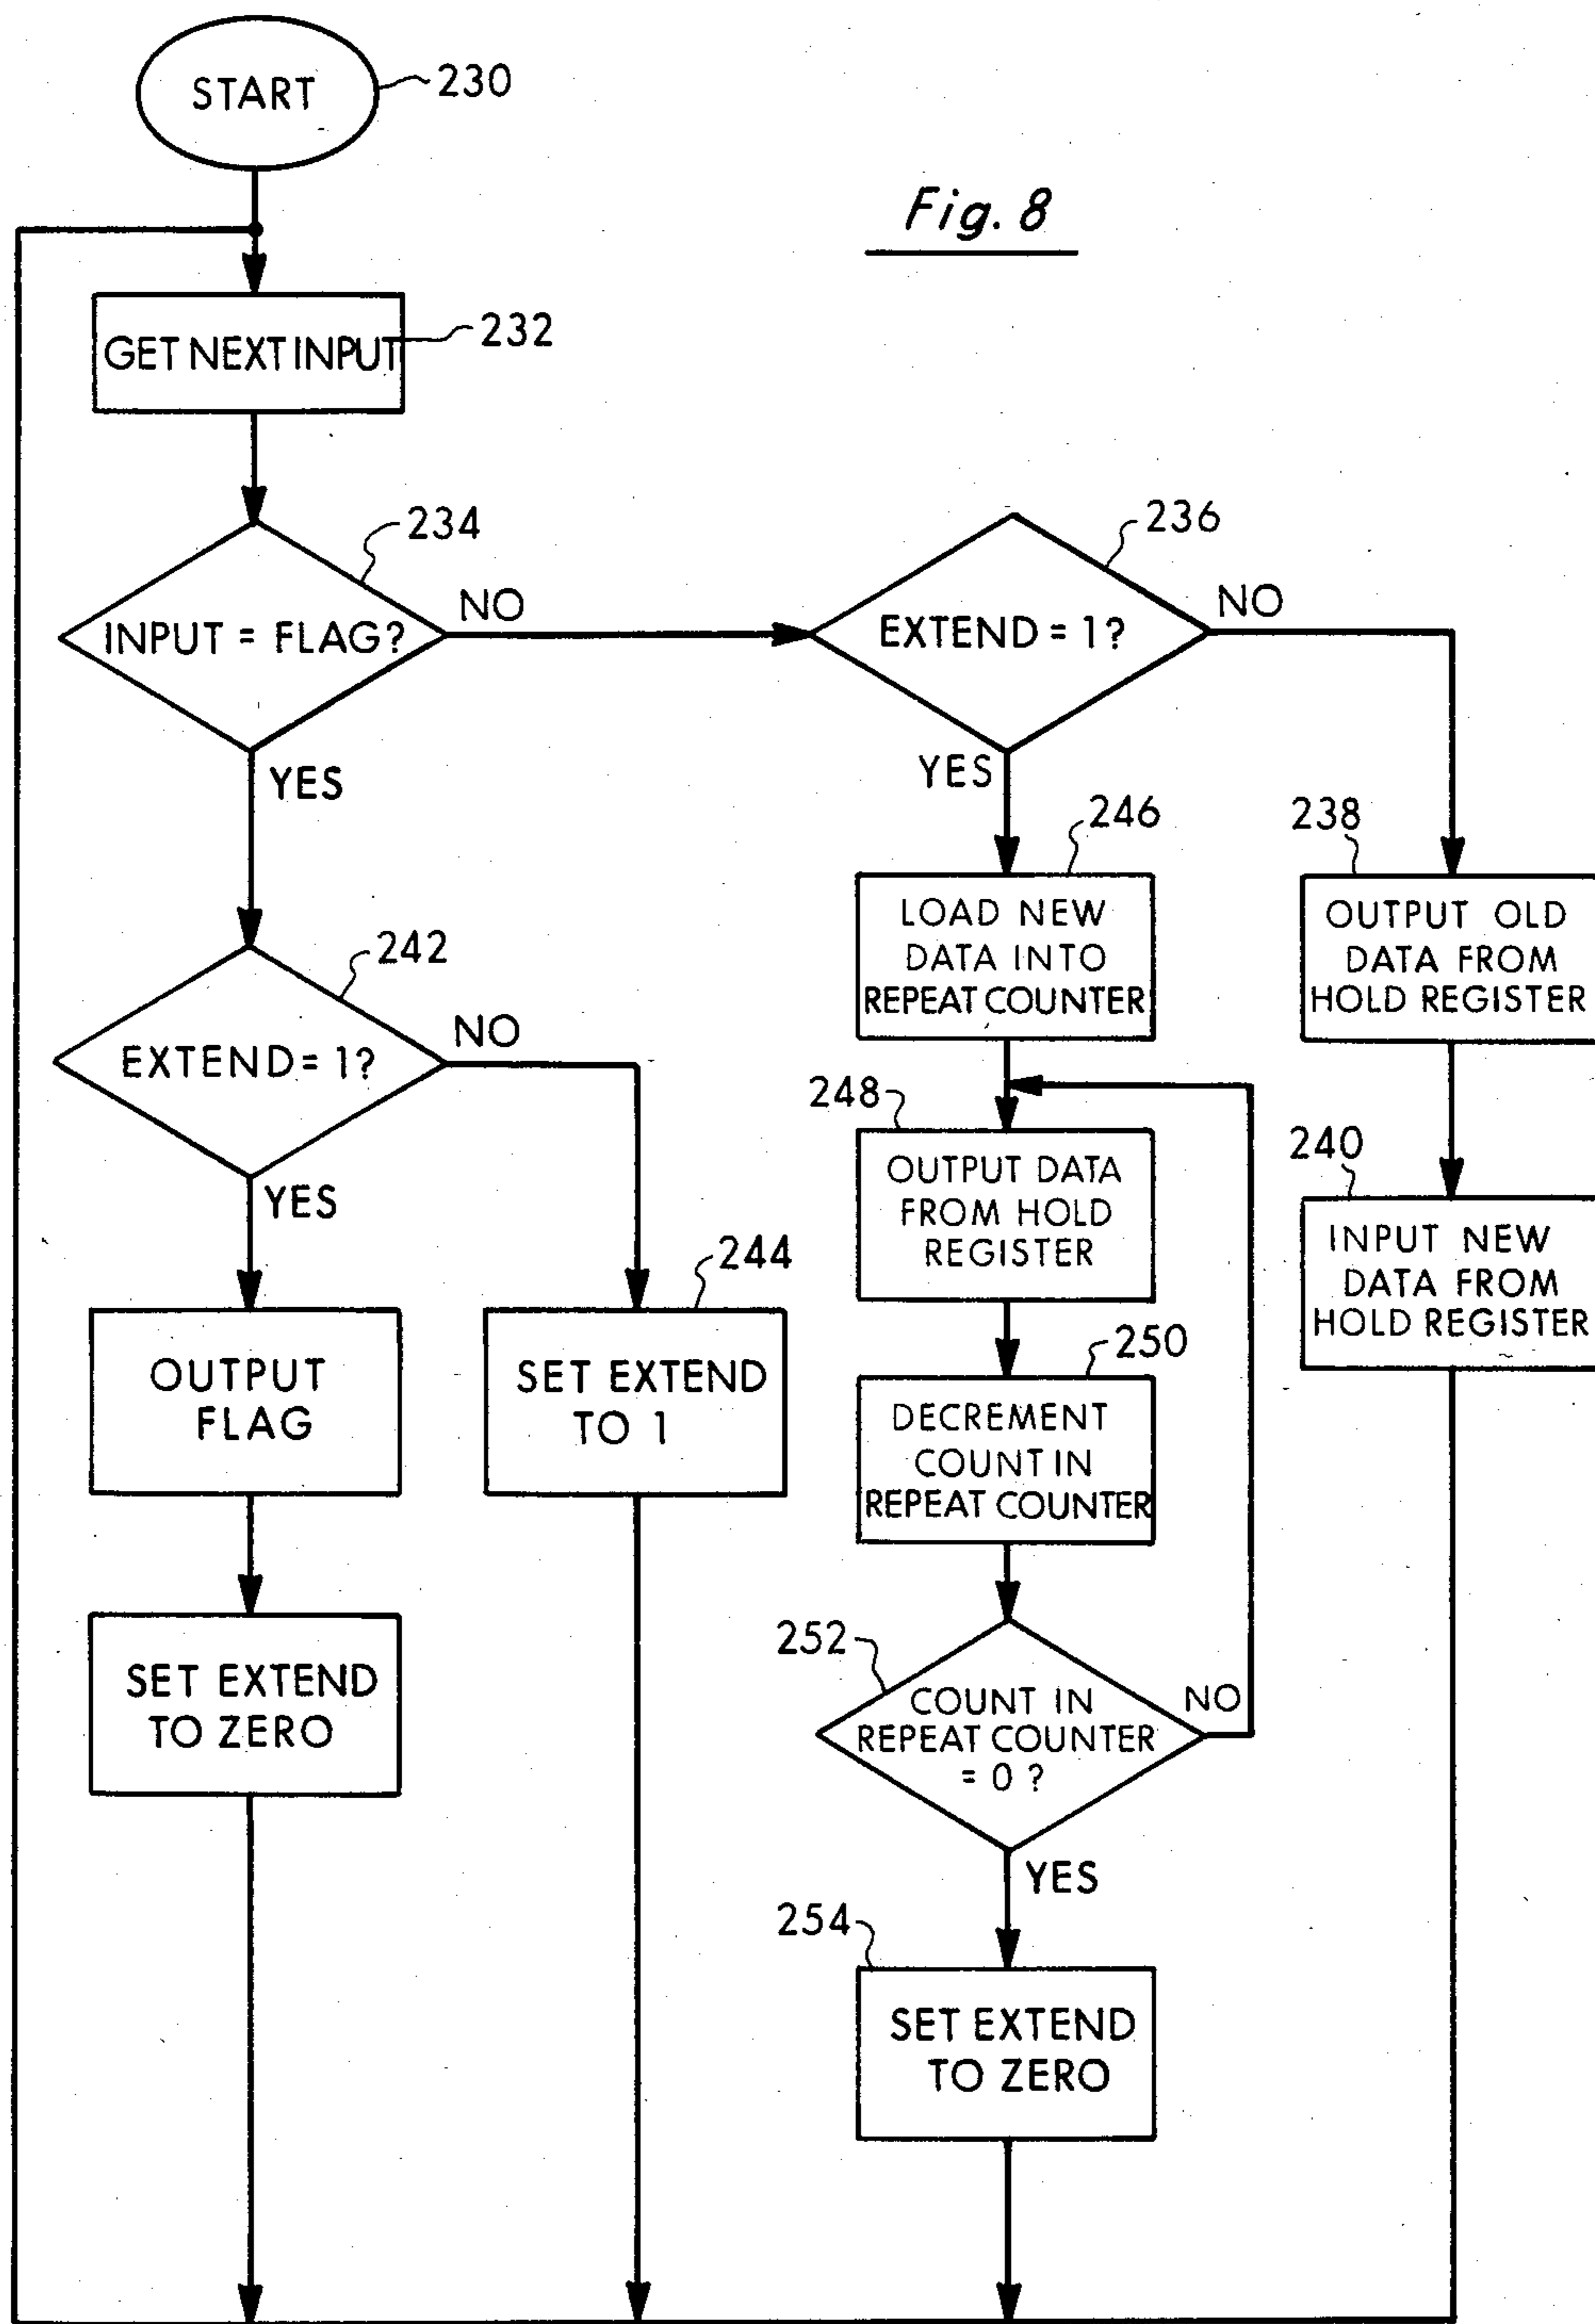 START
230
Fig. 8
GET NEXT INPUT
232
234
INPUT = FLAG?
NO
YES
236
EXTEND = 1?
NO
YES
238
OUTPUT OLD
DATA FROM
HOLD REGISTER
240
INPUT NEW
DATA FROM
HOLD REGISTER
246
LOAD NEW
DATA INTO
REPEAT COUNTER
248
OUTPUT DATA
FROM HOLD
REGISTER
250
DECREMENT
COUNT IN
REPEAT COUNTER
252
COUNT IN
REPEAT COUNTER
= 0 ?
NO
YES
254
SET EXTEND
TO ZERO
242
EXTEND = 1?
NO
YES
244
SET EXTEND
TO 1
OUTPUT
FLAG
SET EXTEND
TO ZERO